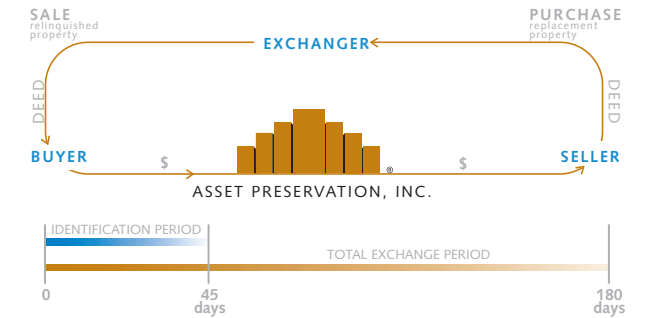 SALE
relinquished
property
PURCHASE
replacement
property
EXCHANGER
DEED
DEED
BUYER
$
$
SELLER
®
ASSET PRESERVATION, INC.
IDENTIFICATION PERIOD
TOTAL EXCHANGE PERIOD
0
45
days
180
days